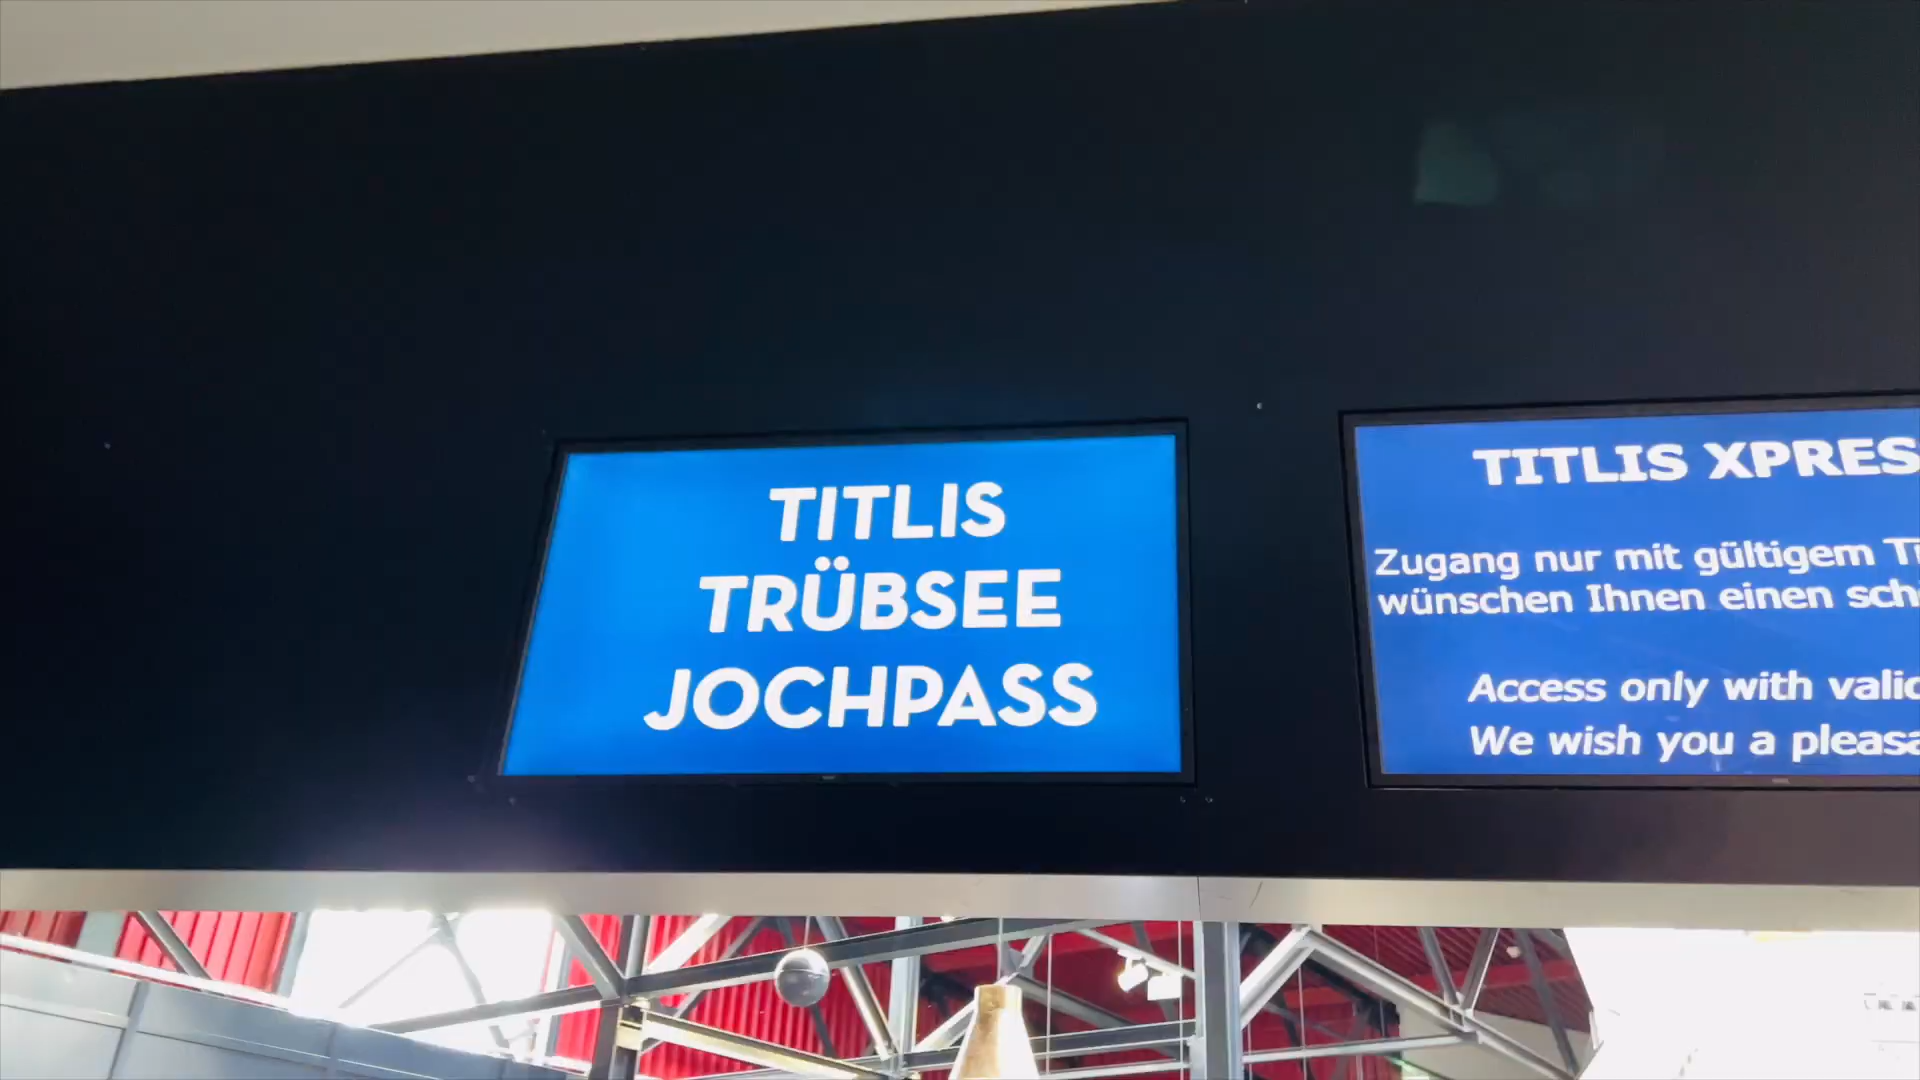 TITLIS
TRÜBSEE
JOCHPASS
TITLIS XPRES
Zugang nur mit gültigem
wünschen Ihnen einen
Access only with
We wish you a